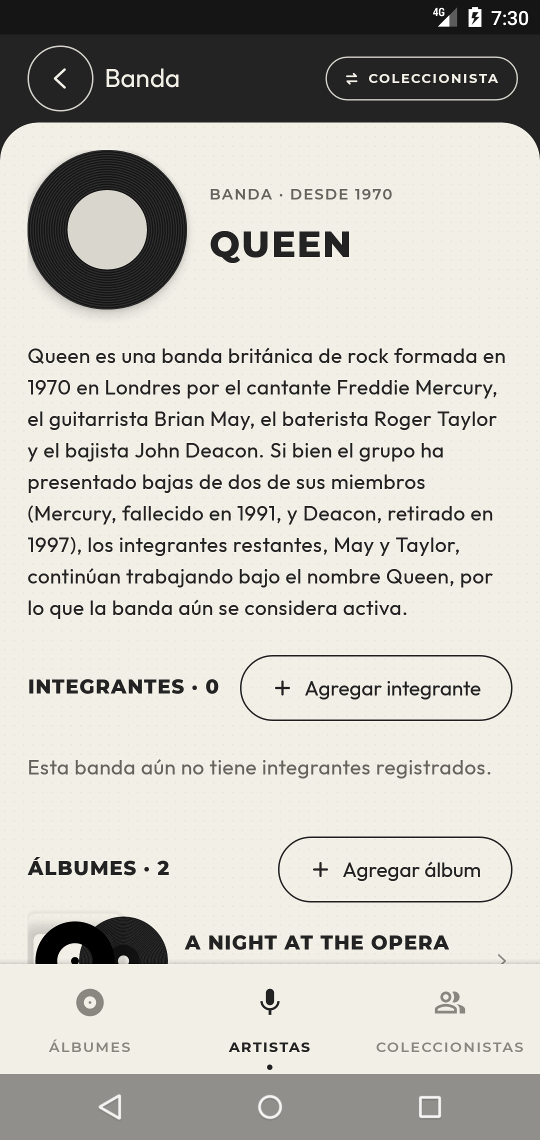 4G 7:30
Banda
COLECCIONISTA
BANDA · DESDE 1970
QUEEN
Queen es una banda británica de rock formada en
1970 en Londres por el cantante Freddie Mercury,
el guitarrista Brian May, el baterista Roger Taylor
y el bajista John Deacon. Si bien el grupo ha
presentado bajas de dos de sus miembros
(Mercury, fallecido en 1991, y Deacon, retirado en
1997), los integrantes restantes, May y Taylor,
continúan trabajando bajo el nombre Queen, por
lo que la banda aún se considera activa.
INTEGRANTES · 0
+ Agregar integrante
Esta banda aún no tiene integrantes registrados.
ÁLBUMES · 2
+ Agregar álbum
A NIGHT AT THE OPERA
ÁLBUMES
ARTISTAS
COLECCIONISTAS